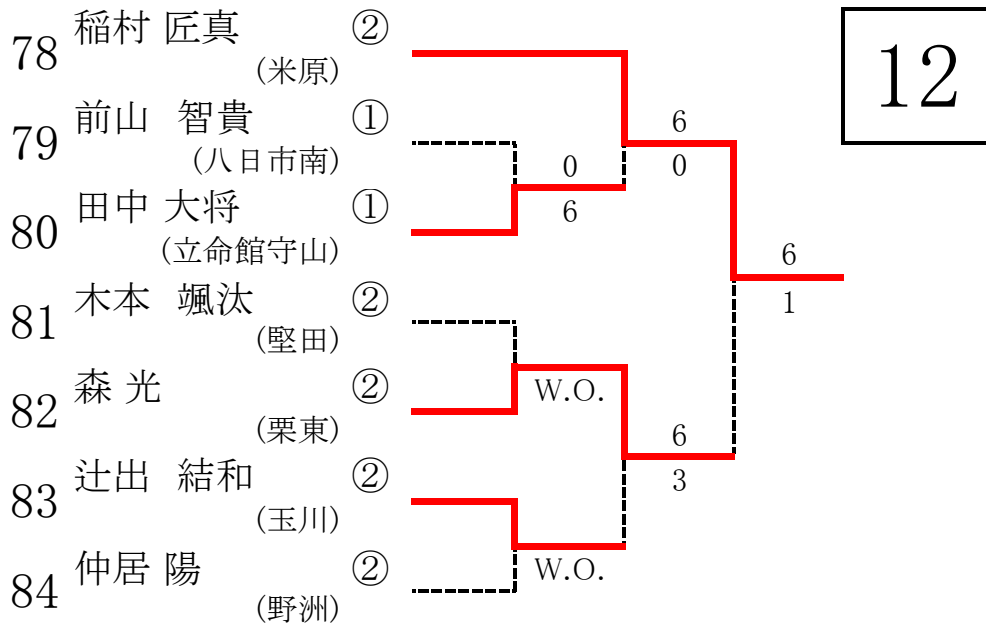 12
78 稲村 匠真 ②
(米原)
79 前山 智貴 ①
(八日市南)
80 田中 大将 ①
(立命館守山)
81 木本 颯汰 ②
(堅田)
82 森 光 ②
(栗東)
83 辻出 結和 ②
(玉川)
84 仲居 陽 ②
(野洲)
0
6
W.O.
W.O.
6
0
6
3
6
1